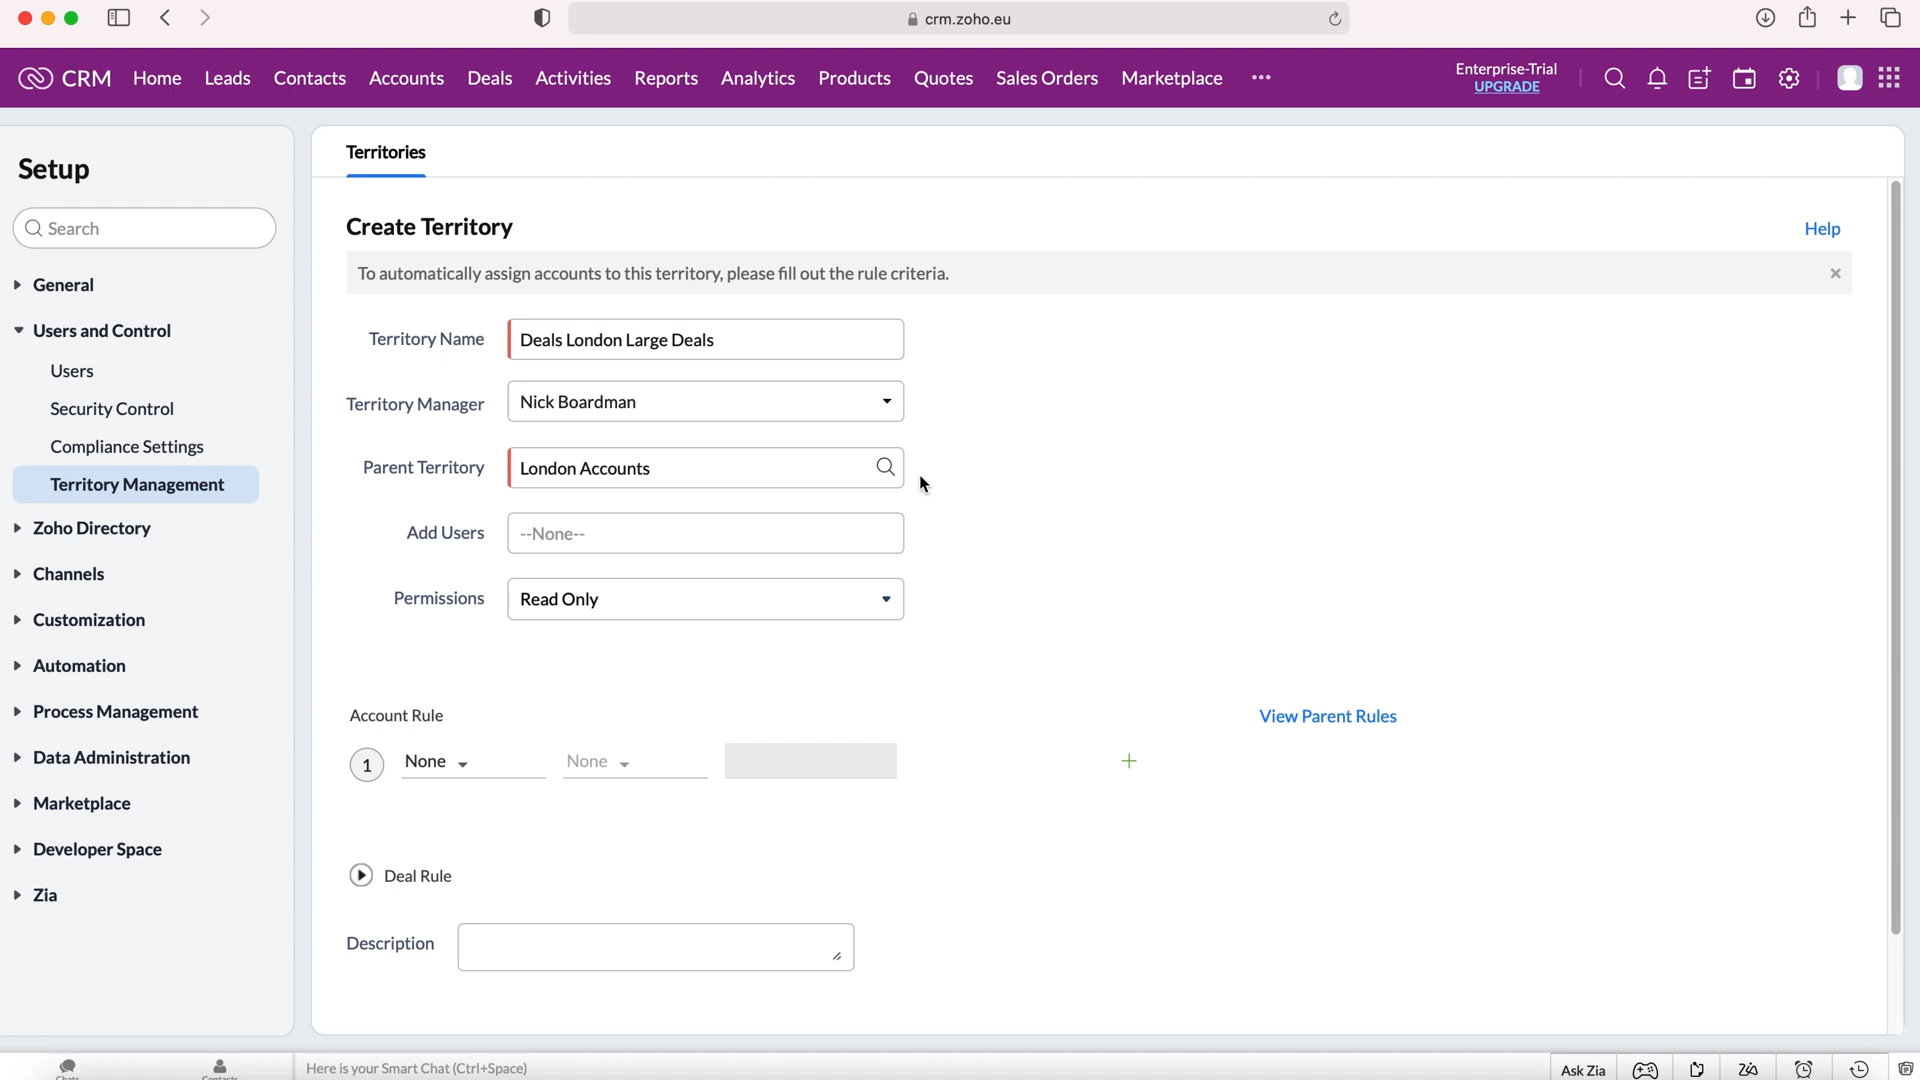 crm.zoho.eu
CRM Home Leads Contacts Accounts Deals Activities Reports Analytics Products Quotes Sales Orders Marketplace
Enterprise-Trial
UPGRADE
Setup
Search
General
Users and Control
Users
Security Control
Compliance Settings
Territory Management
Zoho Directory
Channels
Customization
Automation
Process Management
Data Administration
Marketplace
Developer Space
Zia
Territories
Create Territory
Help
To automatically assign accounts to this territory, please fill out the rule criteria.
Territory Name Deals London Large Deals
Territory Manager Nick Boardman
Parent Territory London Accounts
Add Users --None--
Permissions Read Only
Account Rule View Parent Rules
1 None None
Deal Rule
Description
Chats Contacts Here is your Smart Chat (Ctrl+Space) Ask Zia